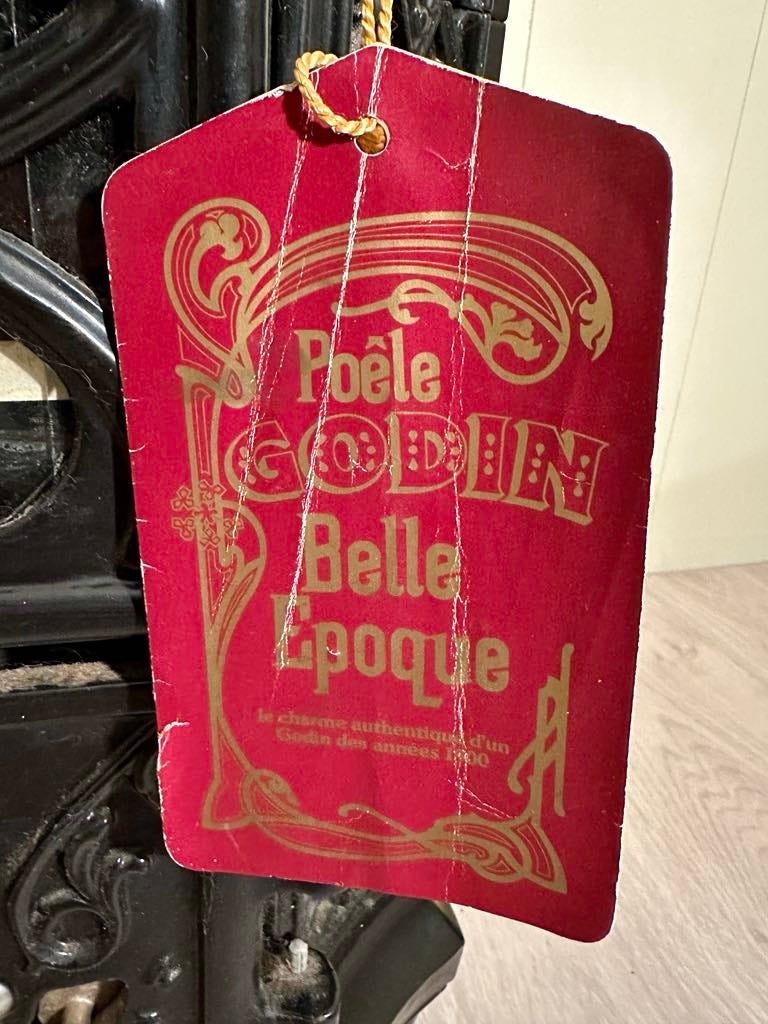 Poêle
GODIN
Belle
Epoque
le charme authentique d'un
Godin des années 1900